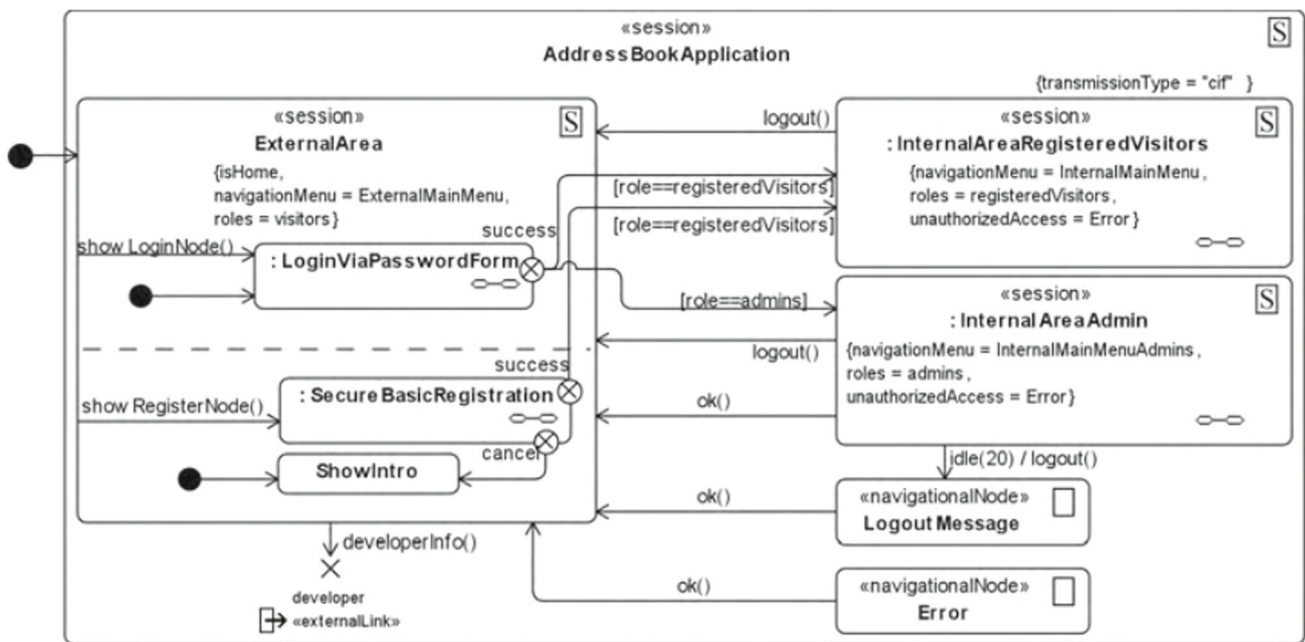 «session»
S
AddressBookApplication
{transmissionType = "cif" }
«session»
S
ExternalArea
{isHome,
navigationMenu = ExternalMainMenu,
roles = visitors}
show LoginNode()
success
: LoginViaPasswordForm
success
: SecureBasicRegistration
show RegisterNode()
cancel
ShowIntro
logout()
[role==registeredVisitors]
[role==registeredVisitors]
[role==admins]
logout()
ok()
«session»
S
: InternalAreaRegisteredVisitors
{navigationMenu = InternalMainMenu,
roles = registeredVisitors,
unauthorizedAccess = Error}
«session»
S
: InternalAreaAdmin
{navigationMenu = InternalMainMenuAdmins,
roles = admins,
unauthorizedAccess = Error}
idle(20) / logout()
ok()
«navigationalNode»
Logout Message
developerInfo()
developer
«externalLink»
ok()
«navigationalNode»
Error